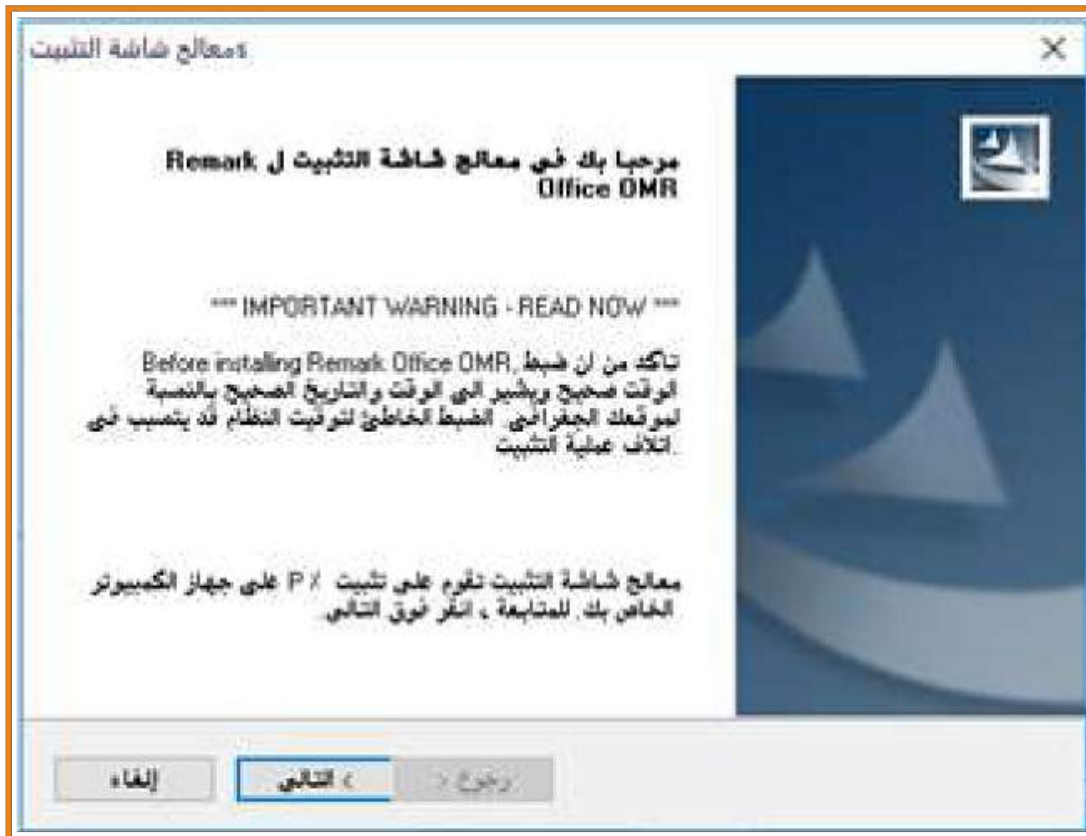 معالج شاشة التثبيت
مرحبا بك في معالج شاشة التثبيت ل Remark
Office OMR
*** IMPORTANT WARNING - READ NOW ***
Before installing Remark Office OMR, تأكد من ان ضبط
الوقت صحيح ويشير الى الوقت والتاريخ الصحيح بالنسبة
لموقعك الجغرافي. الضبط الخاطئ لتوقيت النظام قد يتسبب في
اتلاف عملية التثبيت.
معالج شاشة التثبيت تقوم على تثبيت P٪ على جهاز الكمبيوتر
الخاص بك. للمتابعة ، انقر فوق التالي.
رجوع <
التالي >
إلغاء